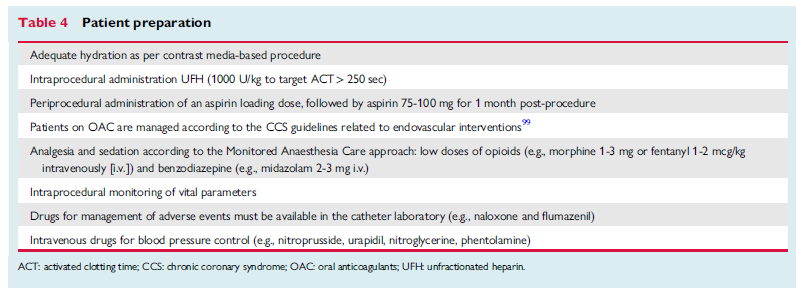 Table 4 Patient preparation
Adequate hydration as per contrast media-based procedure
Intraprocedural administration UFH (1000 U/kg to target ACT > 250 sec)
Periprocedural administration of an aspirin loading dose, followed by aspirin 75-100 mg for 1 month post-procedure
Patients on OAC are managed according to the CCS guidelines related to endovascular interventions99
Analgesia and sedation according to the Monitored Anaesthesia Care approach: low doses of opioids (e.g., morphine 1-3 mg or fentanyl 1-2 mcg/kg
intravenously [i.v.]) and benzodiazepine (e.g., midazolam 2-3 mg i.v.)
Intraprocedural monitoring of vital parameters
Drugs for management of adverse events must be available in the catheter laboratory (e.g., naloxone and flumazenil)
Intravenous drugs for blood pressure control (e.g., nitroprusside, urapidil, nitroglycerine, phentolamine)
ACT: activated clotting time; CCS: chronic coronary syndrome; OAC: oral anticoagulants; UFH: unfractionated heparin.